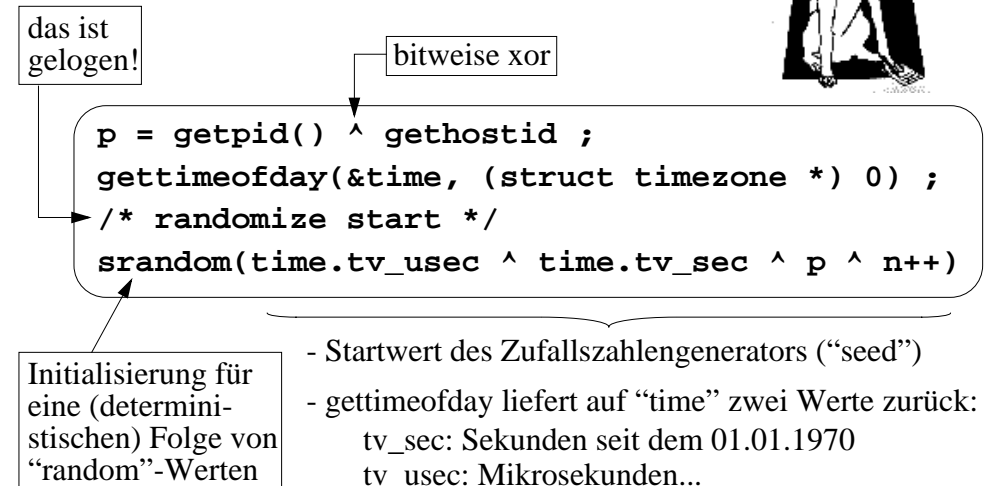 das ist
gelogen!
bitweise xor
p = getpid() ^ gethostid ;
gettimeofday(&time, (struct timezone *) 0) ;
/* randomize start */
srandom(time.tv_usec ^ time.tv_sec ^ p ^ n++)
- Startwert des Zufallszahlengenerators (“seed”)
- gettimeofday liefert auf “time” zwei Werte zurück:
tv_sec: Sekunden seit dem 01.01.1970
tv_usec: Mikrosekunden...
Initialisierung für
eine (determini-
stischen) Folge von
“random”-Werten